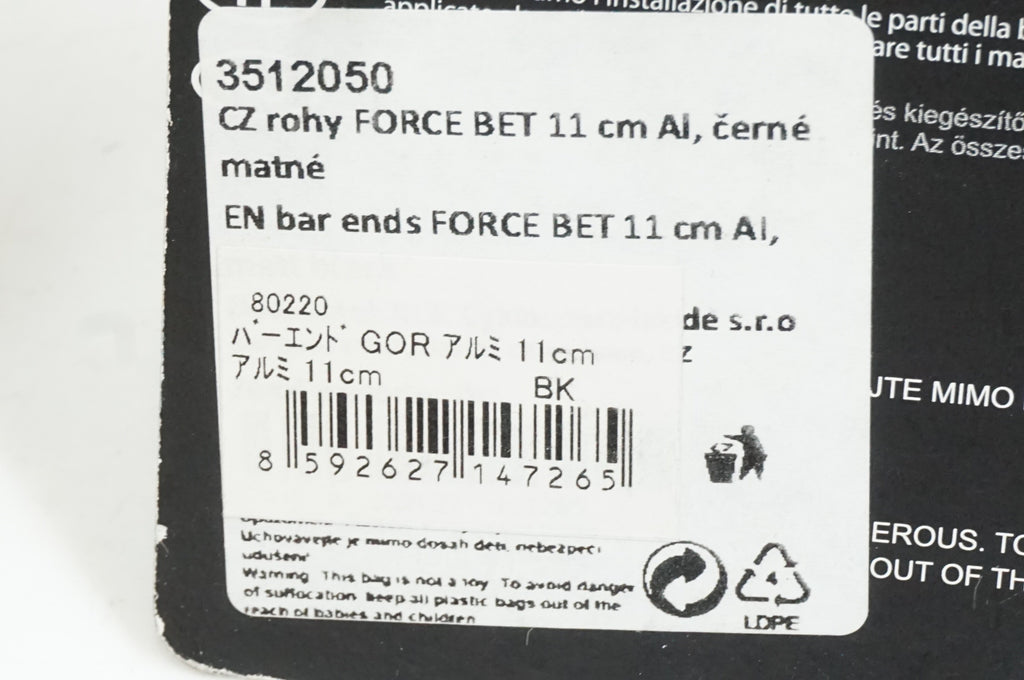 l'installazione di tutte le parti della
tutti i
3512050
CZ rohy FORCE BET 11 cm Al, černé
matné
EN bar ends FORCE BET 11 cm Al,
és kiegészítő
Az össze
80220
バーエンド GOR アルミ 11cm
アルミ 11cm BK
8 592627 147265
de s.r.o
z
MIMO
Uchovávejte je mimo dosah dětí, nebezpečí
udušení
Warning This bag is not a toy To avoid danger
of suffocation keep all plastic bags out of the
reach of babies and children
4
LDPE
EROUS. TO
OUT OF TH